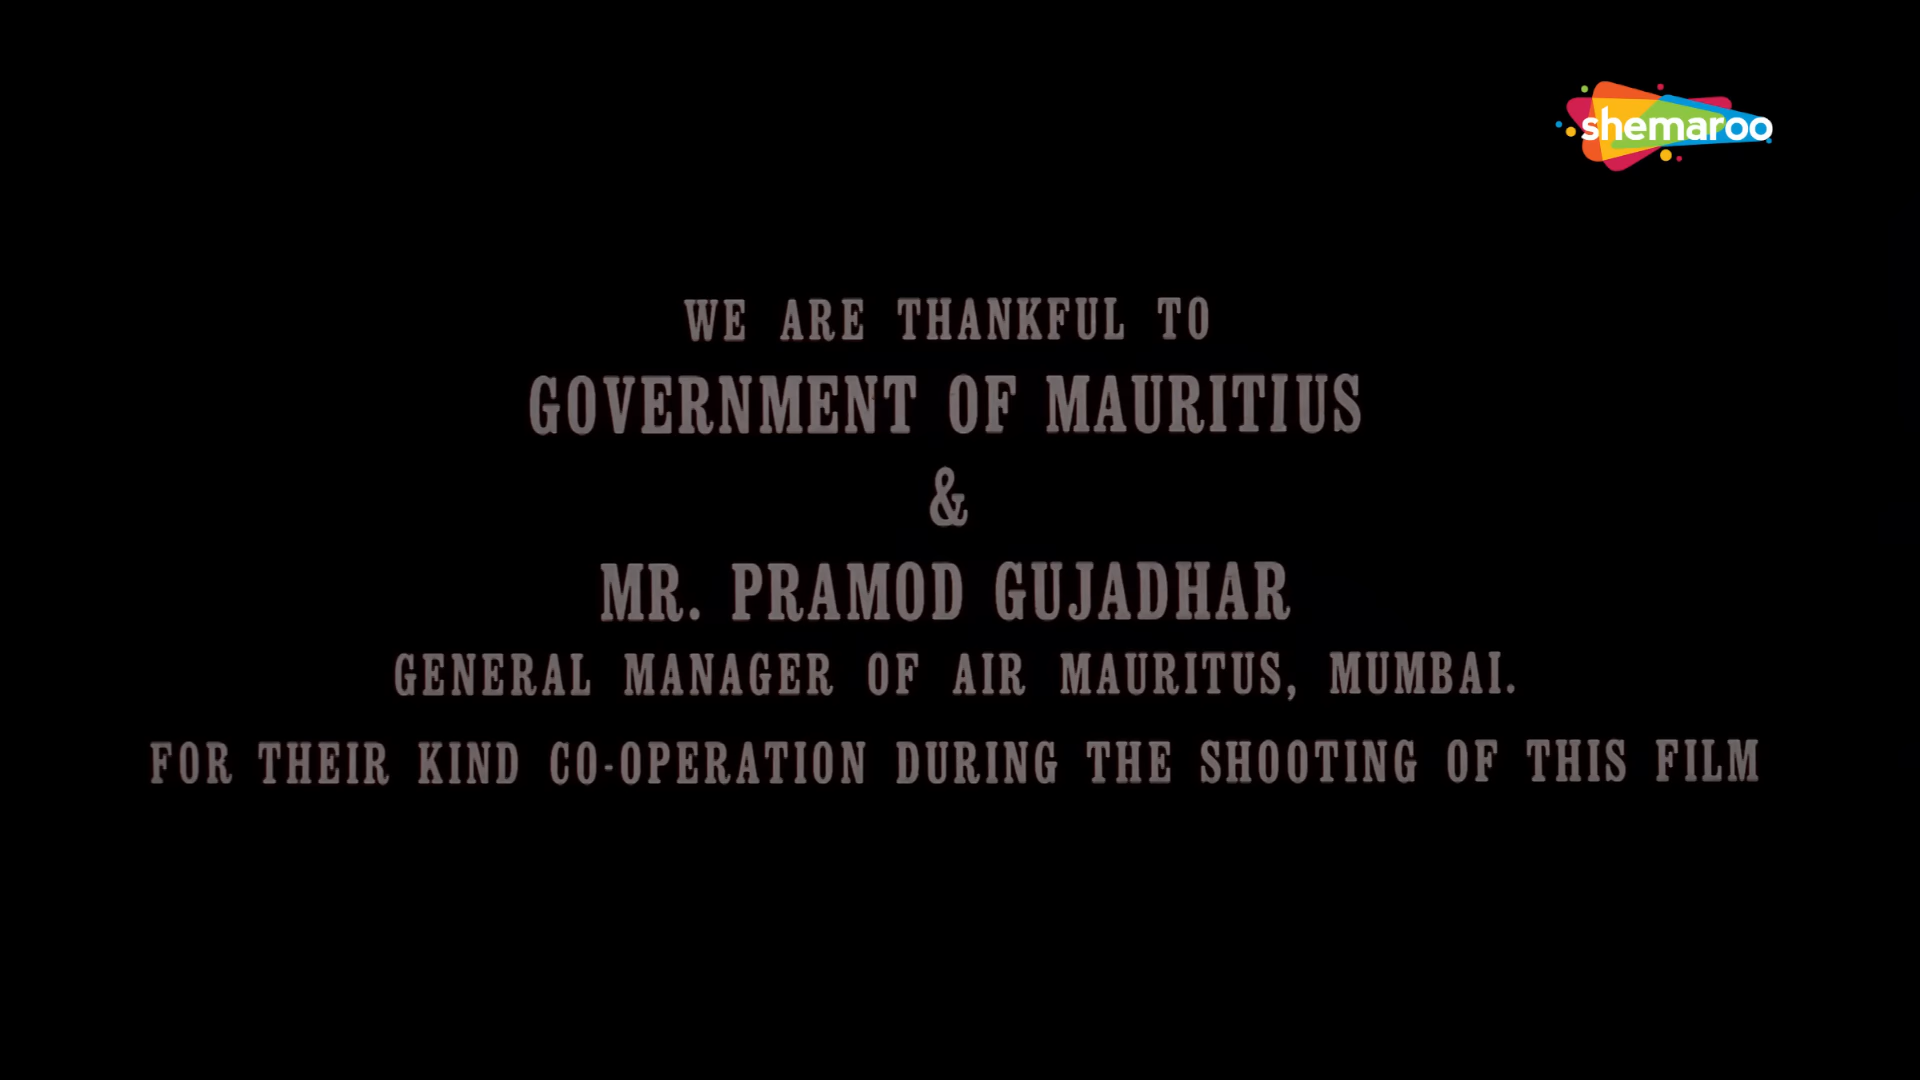 shemaroo
WE ARE THANKFUL TO
GOVERNMENT OF MAURITIUS
&
MR. PRAMOD GUJADHAR
GENERAL MANAGER OF AIR MAURITUS, MUMBAI.
FOR THEIR KIND CO-OPERATION DURING THE SHOOTING OF THIS FILM